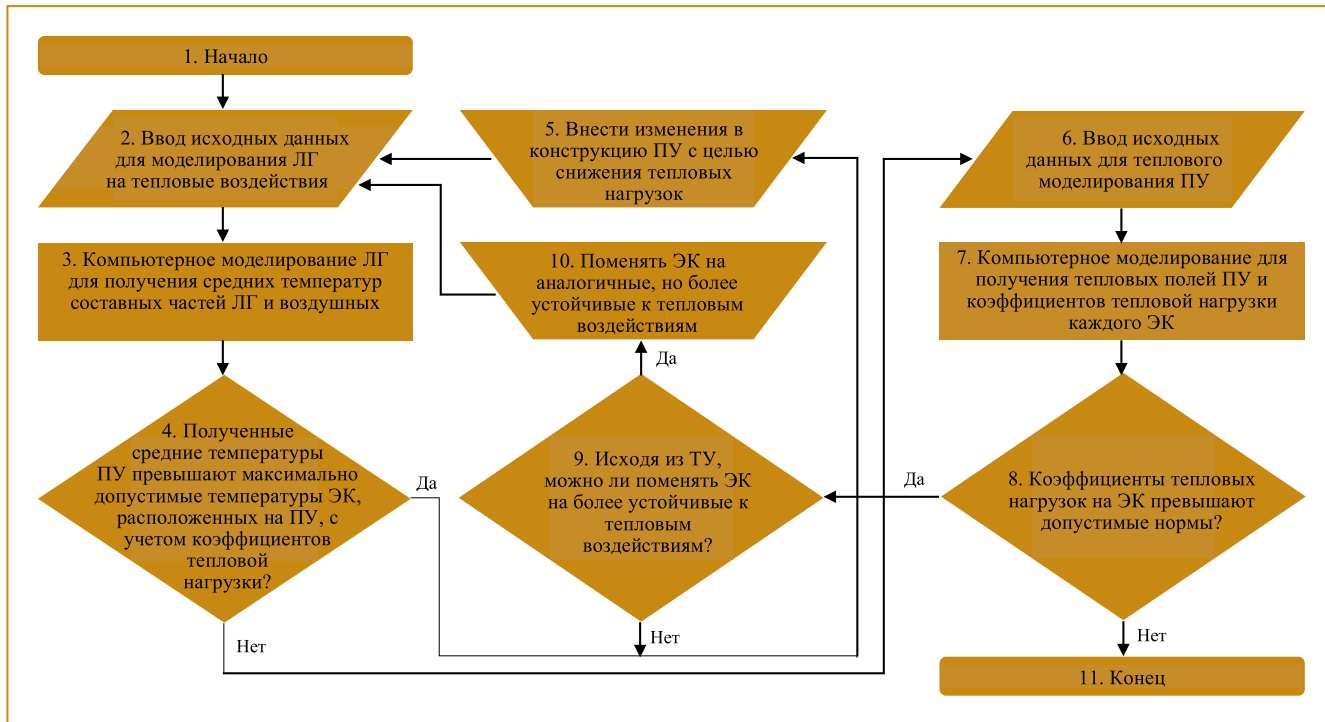 1. Начало
2. Ввод исходных данных
для моделирования ЛГ
на тепловые воздействия
3. Компьютерное моделирование ЛГ
для получения средних температур
составных частей ЛГ и воздушных
4. Полученные
средние температуры
ПУ превышают максимально
допустимые температуры ЭК,
расположенных на ПУ, с
учетом коэффициентов
тепловой
нагрузки?
Да
Нет
5. Внести изменения в
конструкцию ПУ с целью
снижения тепловых
нагрузок
10. Поменять ЭК на
аналогичные, но более
устойчивые к тепловым
воздействиям
Да
9. Исходя из ТУ,
можно ли поменять ЭК
на более устойчивые к
тепловым
воздействиям?
Нет
6. Ввод исходных
данных для теплового
моделирования ПУ
7. Компьютерное моделирование для
получения тепловых полей ПУ и
коэффициентов тепловой нагрузки
каждого ЭК
Да
8. Коэффициенты тепловых
нагрузок на ЭК превышают
допустимые нормы?
Нет
11. Конец